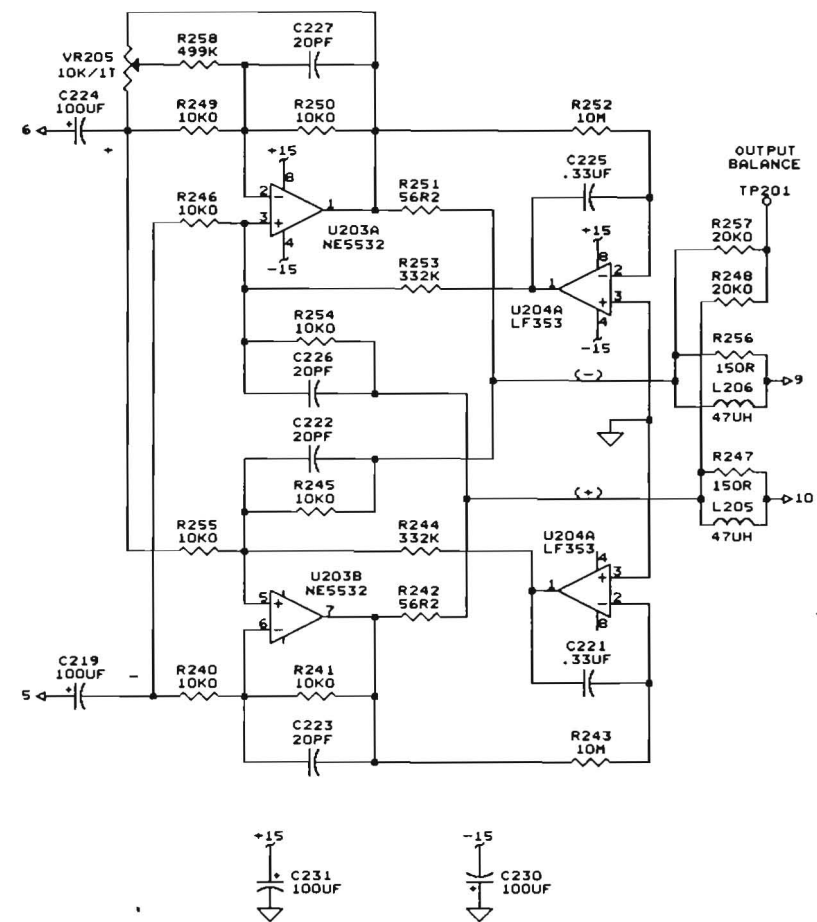 C227
20PF
R258
499K
VR205
10K/1T
C224
100UF
R249
10K0
R250
10K0
R252
10M
6
+
+15
8
2
-
3
+
1
4
-15
U203A
NE5532
R246
10K0
R251
56R2
C225
.33UF
OUTPUT
BALANCE
TP201
R257
20K0
R248
20K0
R253
332K
+15
8
2
-
3
+
1
4
-15
U204A
LF353
R254
10K0
C226
20PF
R256
150R
9
L206
47UH
(-)
C222
20PF
R245
10K0
R247
150R
10
L205
47UH
(+)
R255
10K0
R244
332K
U204A
LF353
4
3
+
2
-
1
8
U203B
NE5532
5
+
6
-
7
R242
56R2
C221
.33UF
C219
100UF
5
+
-
R240
10K0
R241
10K0
C223
20PF
R243
10M
+15
+
C231
100UF
-15
+
C230
100UF